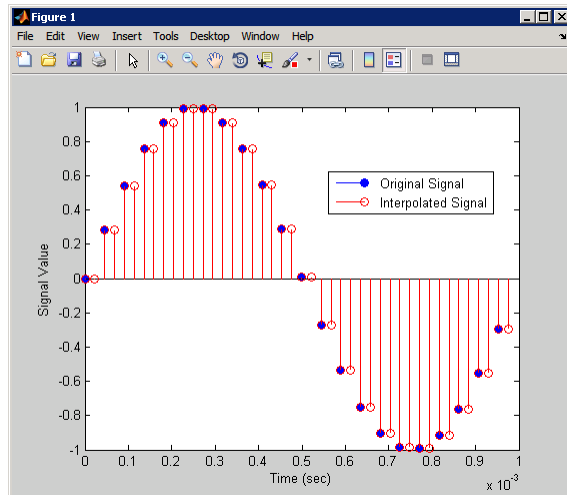 Figure 1
File Edit View Insert Tools Desktop Window Help
1
0.8
0.6
0.4
0.2
0
-0.2
-0.4
-0.6
-0.8
-1
Signal Value
Original Signal
Interpolated Signal
0 0.1 0.2 0.3 0.4 0.5 0.6 0.7 0.8 0.9 1
Time (sec)
x 10^-3